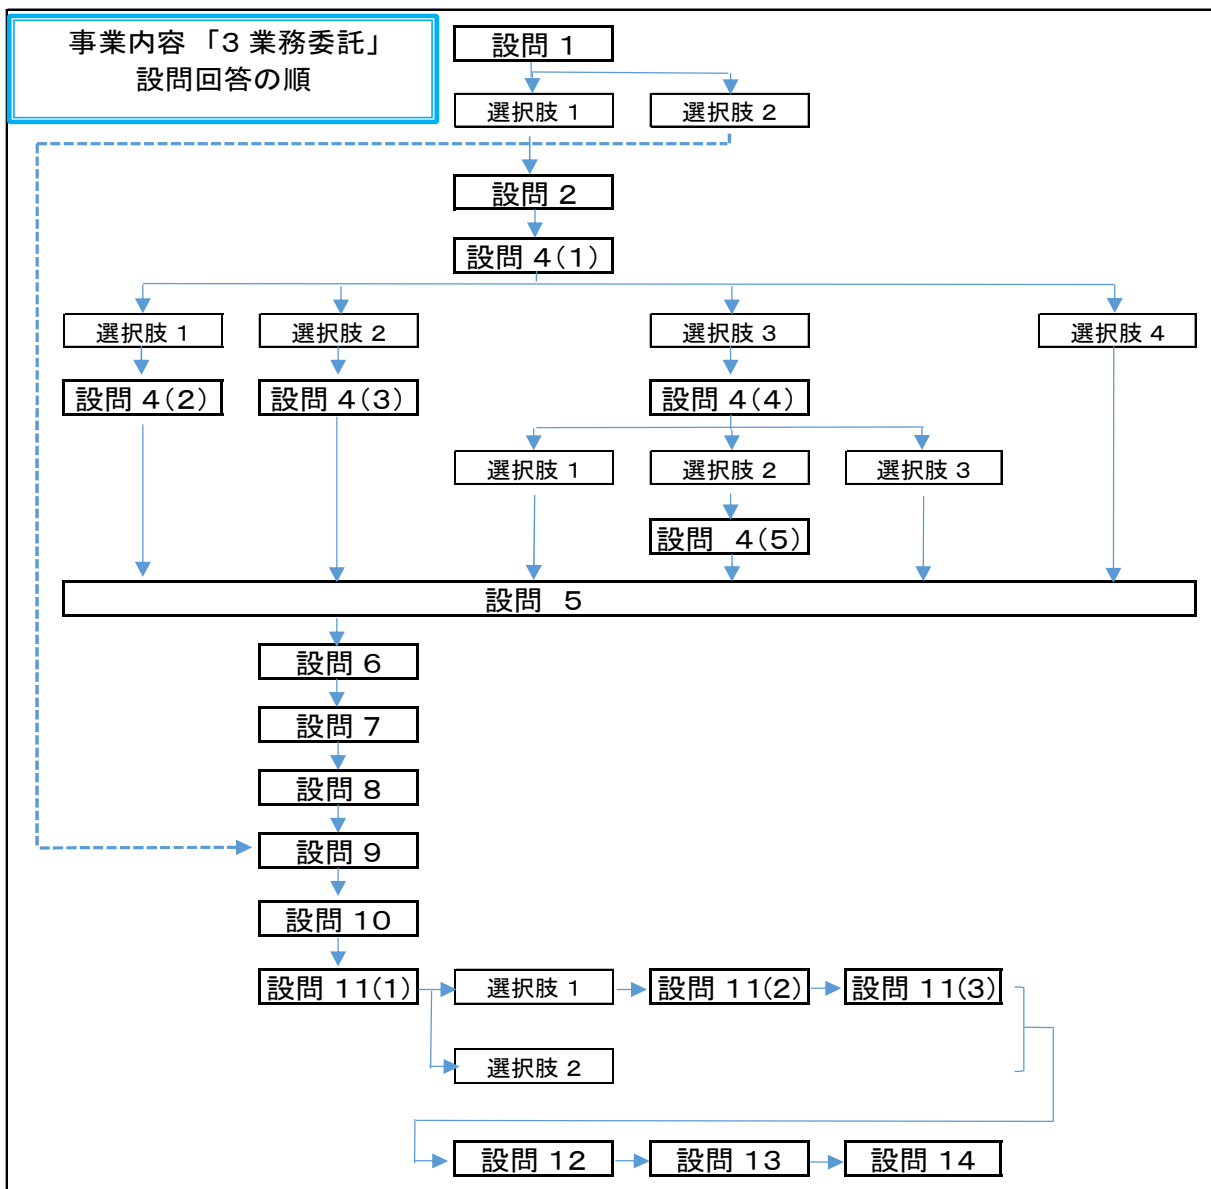 事業内容 「3 業務委託」
設問回答の順
設問 1
選択肢 1
選択肢 2
設問 2
設問 4(1)
選択肢 1
選択肢 2
選択肢 3
選択肢 4
設問 4(2)
設問 4(3)
設問 4(4)
選択肢 1
選択肢 2
選択肢 3
設問 4(5)
設問 5
設問 6
設問 7
設問 8
設問 9
設問 10
設問 11(1)
選択肢 1
設問 11(2)
設問 11(3)
選択肢 2
設問 12
設問 13
設問 14